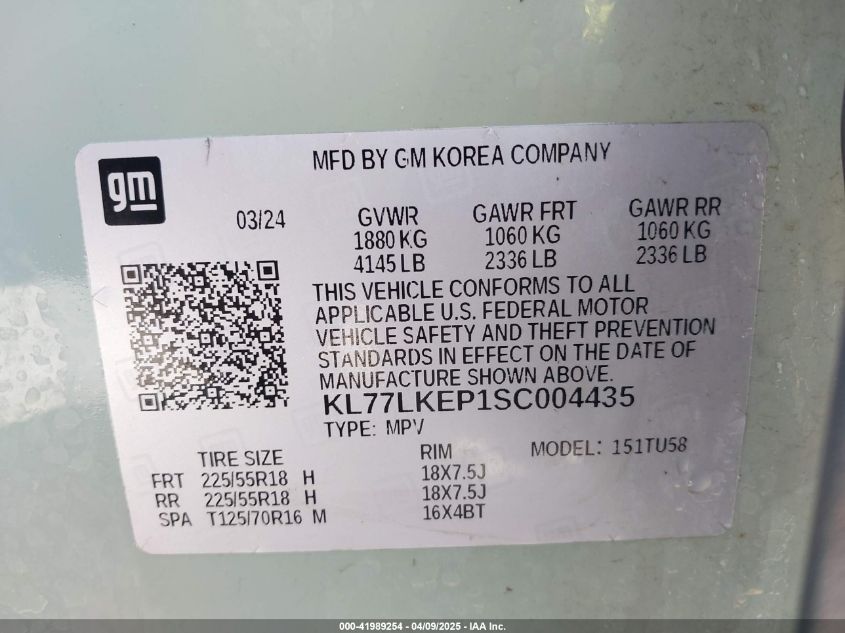 gm
MFD BY GM KOREA COMPANY
03/24
GVWR GAWR FRT GAWR RR
1880 KG 1060 KG 1060 KG
4145 LB 2336 LB 2336 LB
THIS VEHICLE CONFORMS TO ALL
APPLICABLE U.S. FEDERAL MOTOR
VEHICLE SAFETY AND THEFT PREVENTION
STANDARDS IN EFFECT ON THE DATE OF
MANUFACTURE SHOWN ABOVE.
KL77LKEP1SC004435
TYPE: MPV
TIRE SIZE RIM MODEL: 151TU58
FRT 225/55R18 H 18X7.5J
RR 225/55R18 H 18X7.5J
SPA T125/70R16 M 16X4BT
000-41989254 - 04/09/2025 - IAA Inc.